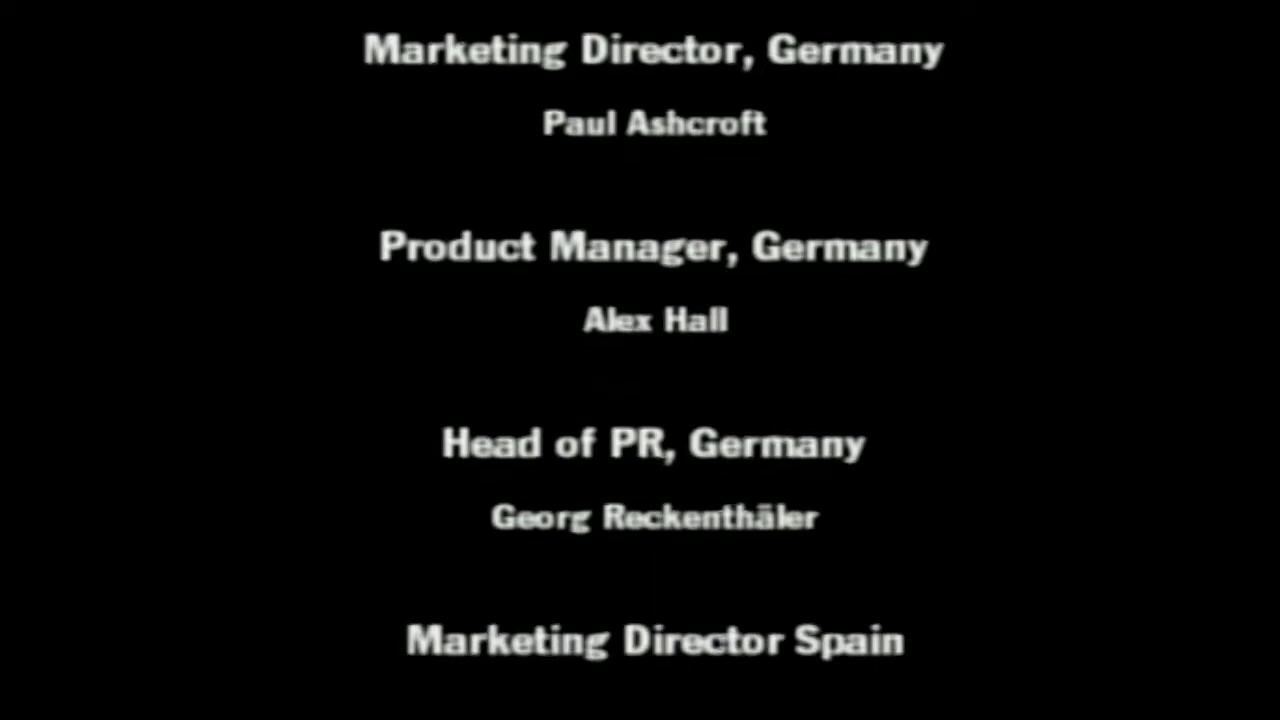 Marketing Director, Germany
Paul Ashcroft
Product Manager, Germany
Alex Hall
Head of PR, Germany
Georg Reckenthäler
Marketing Director Spain